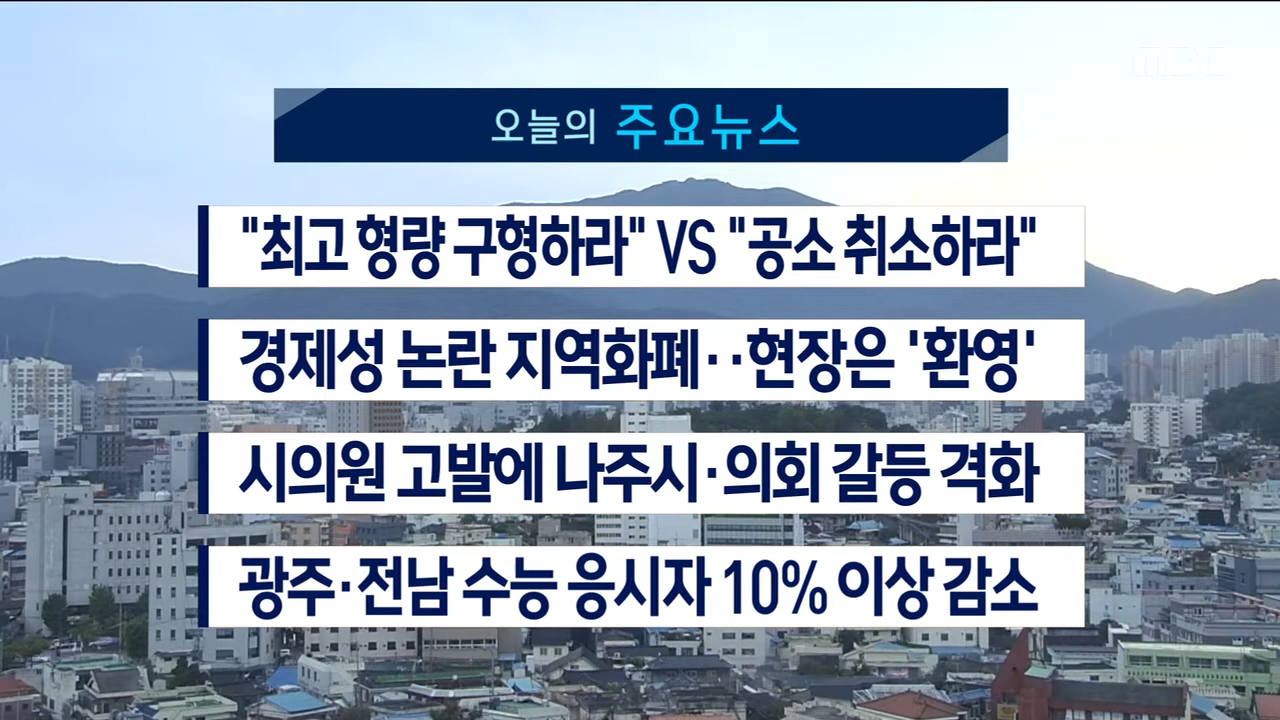 MBC
오늘의 주요뉴스
"최고 형량 구형하라" VS "공소 취소하라"
경제성 논란 지역화폐‥현장은 '환영'
시의원 고발에 나주시·의회 갈등 격화
광주·전남 수능 응시자 10% 이상 감소